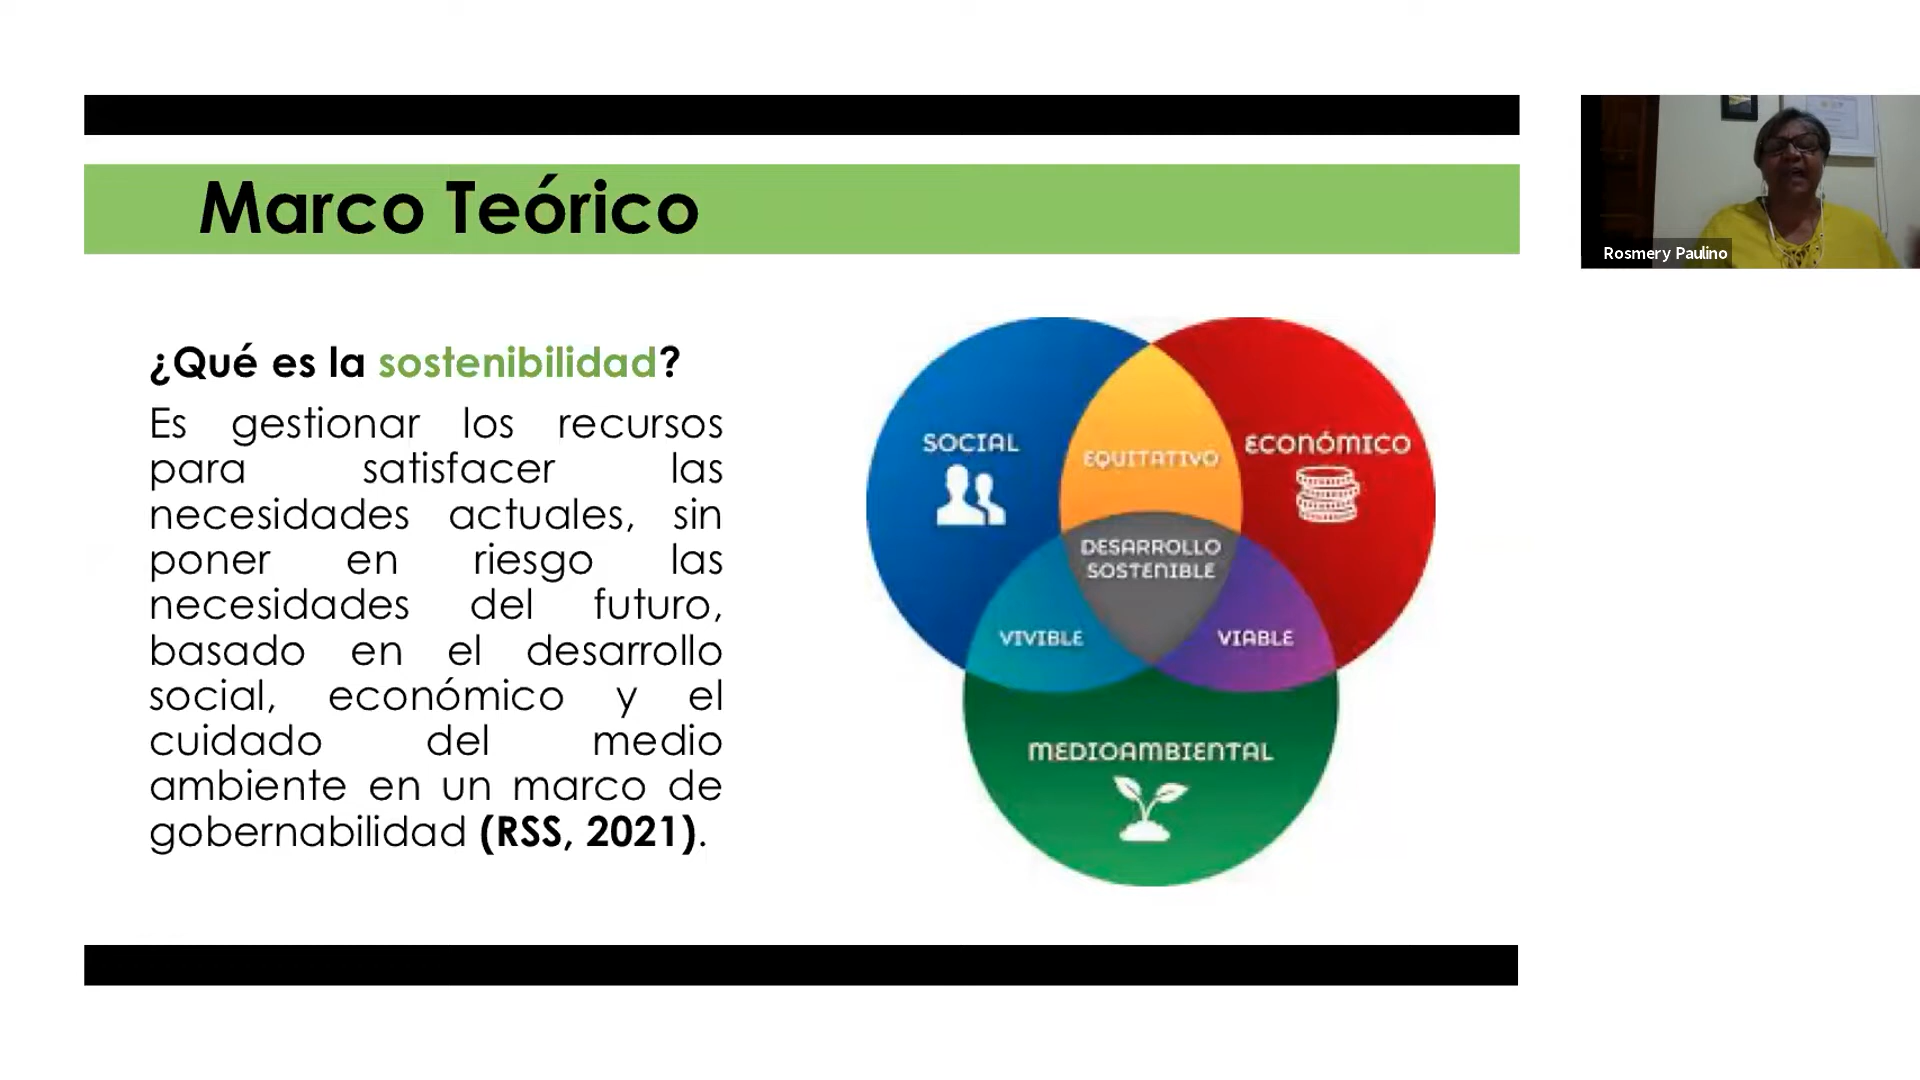 Marco Teórico
Rosmery Paulino
¿Qué es la sostenibilidad?
Es gestionar los recursos
para satisfacer las
necesidades actuales, sin
poner en riesgo las
necesidades del futuro,
basado en el desarrollo
social, económico y el
cuidado del medio
ambiente en un marco de
gobernabilidad (RSS, 2021).
SOCIAL
EQUITATIVO
ECONÓMICO
DESARROLLO
SOSTENIBLE
VIVIBLE
VIABLE
MEDIOAMBIENTAL